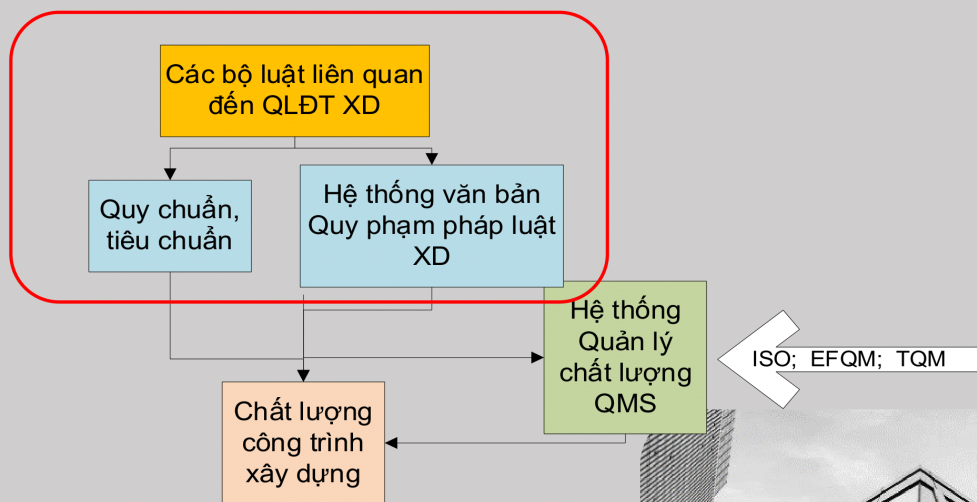 Các bộ luật liên quan
đến QLĐT XD
Quy chuẩn,
tiêu chuẩn
Hệ thống văn bản
Quy phạm pháp luật
XD
Hệ thống
Quản lý
chất lượng
QMS
ISO; EFQM; TQM
Chất lượng
công trình
xây dựng